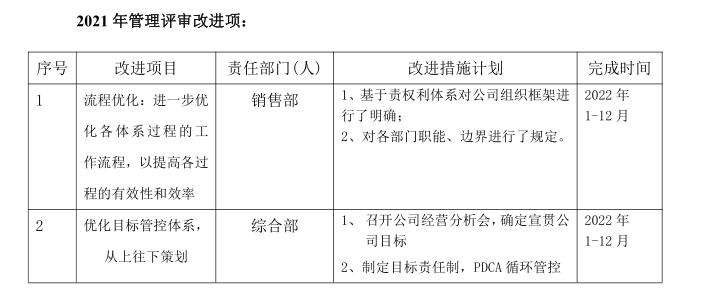 2021 年管理评审改进项：
序号 改进项目 责任部门(人) 改进措施计划 完成时间
1 流程优化：进一步优化各体系过程的工作流程，以提高各过程的有效性和效率 销售部 1、基于责权利体系对公司组织框架进行了明确； 2、对各部门职能、边界进行了规定。 2022 年 1-12 月
2 优化目标管控体系，从上往下策划 综合部 1、 召开公司经营分析会，确定宣贯公司目标 2、制定目标责任制，PDCA 循环管控 2022 年 1-12 月